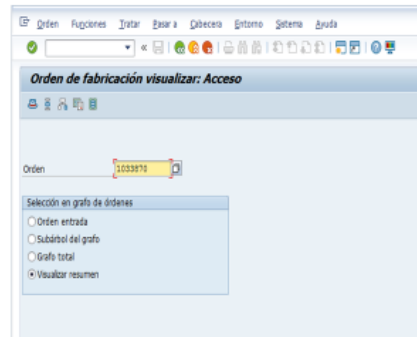 Orden Funciones Tratar Pasar a Cabecera Entorno Sistema Ayuda
Orden de fabricación visualizar: Acceso
Orden 1033870
Selección en grafo de órdenes
Orden entrada
Subárbol del grafo
Grafo total
Visualizar resumen